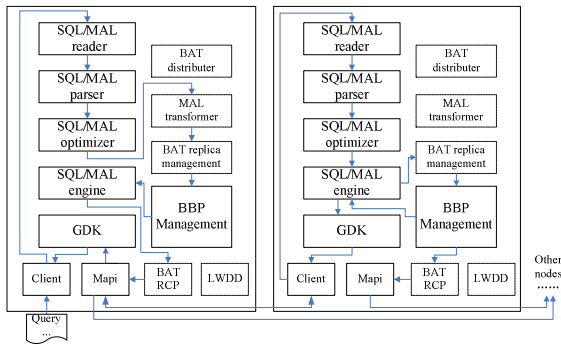 SQL/MAL
reader
SQL/MAL
parser
SQL/MAL
optimizer
SQL/MAL
engine
GDK
BAT
distributer
MAL
transformer
BAT replica
management
BBP
Management
Client
Mapi
BAT
RCP
LWDD
Query
...
SQL/MAL
reader
SQL/MAL
parser
SQL/MAL
optimizer
SQL/MAL
engine
GDK
BAT
distributer
MAL
transformer
BAT replica
management
BBP
Management
Client
Mapi
BAT
RCP
LWDD
Other
nodes
......